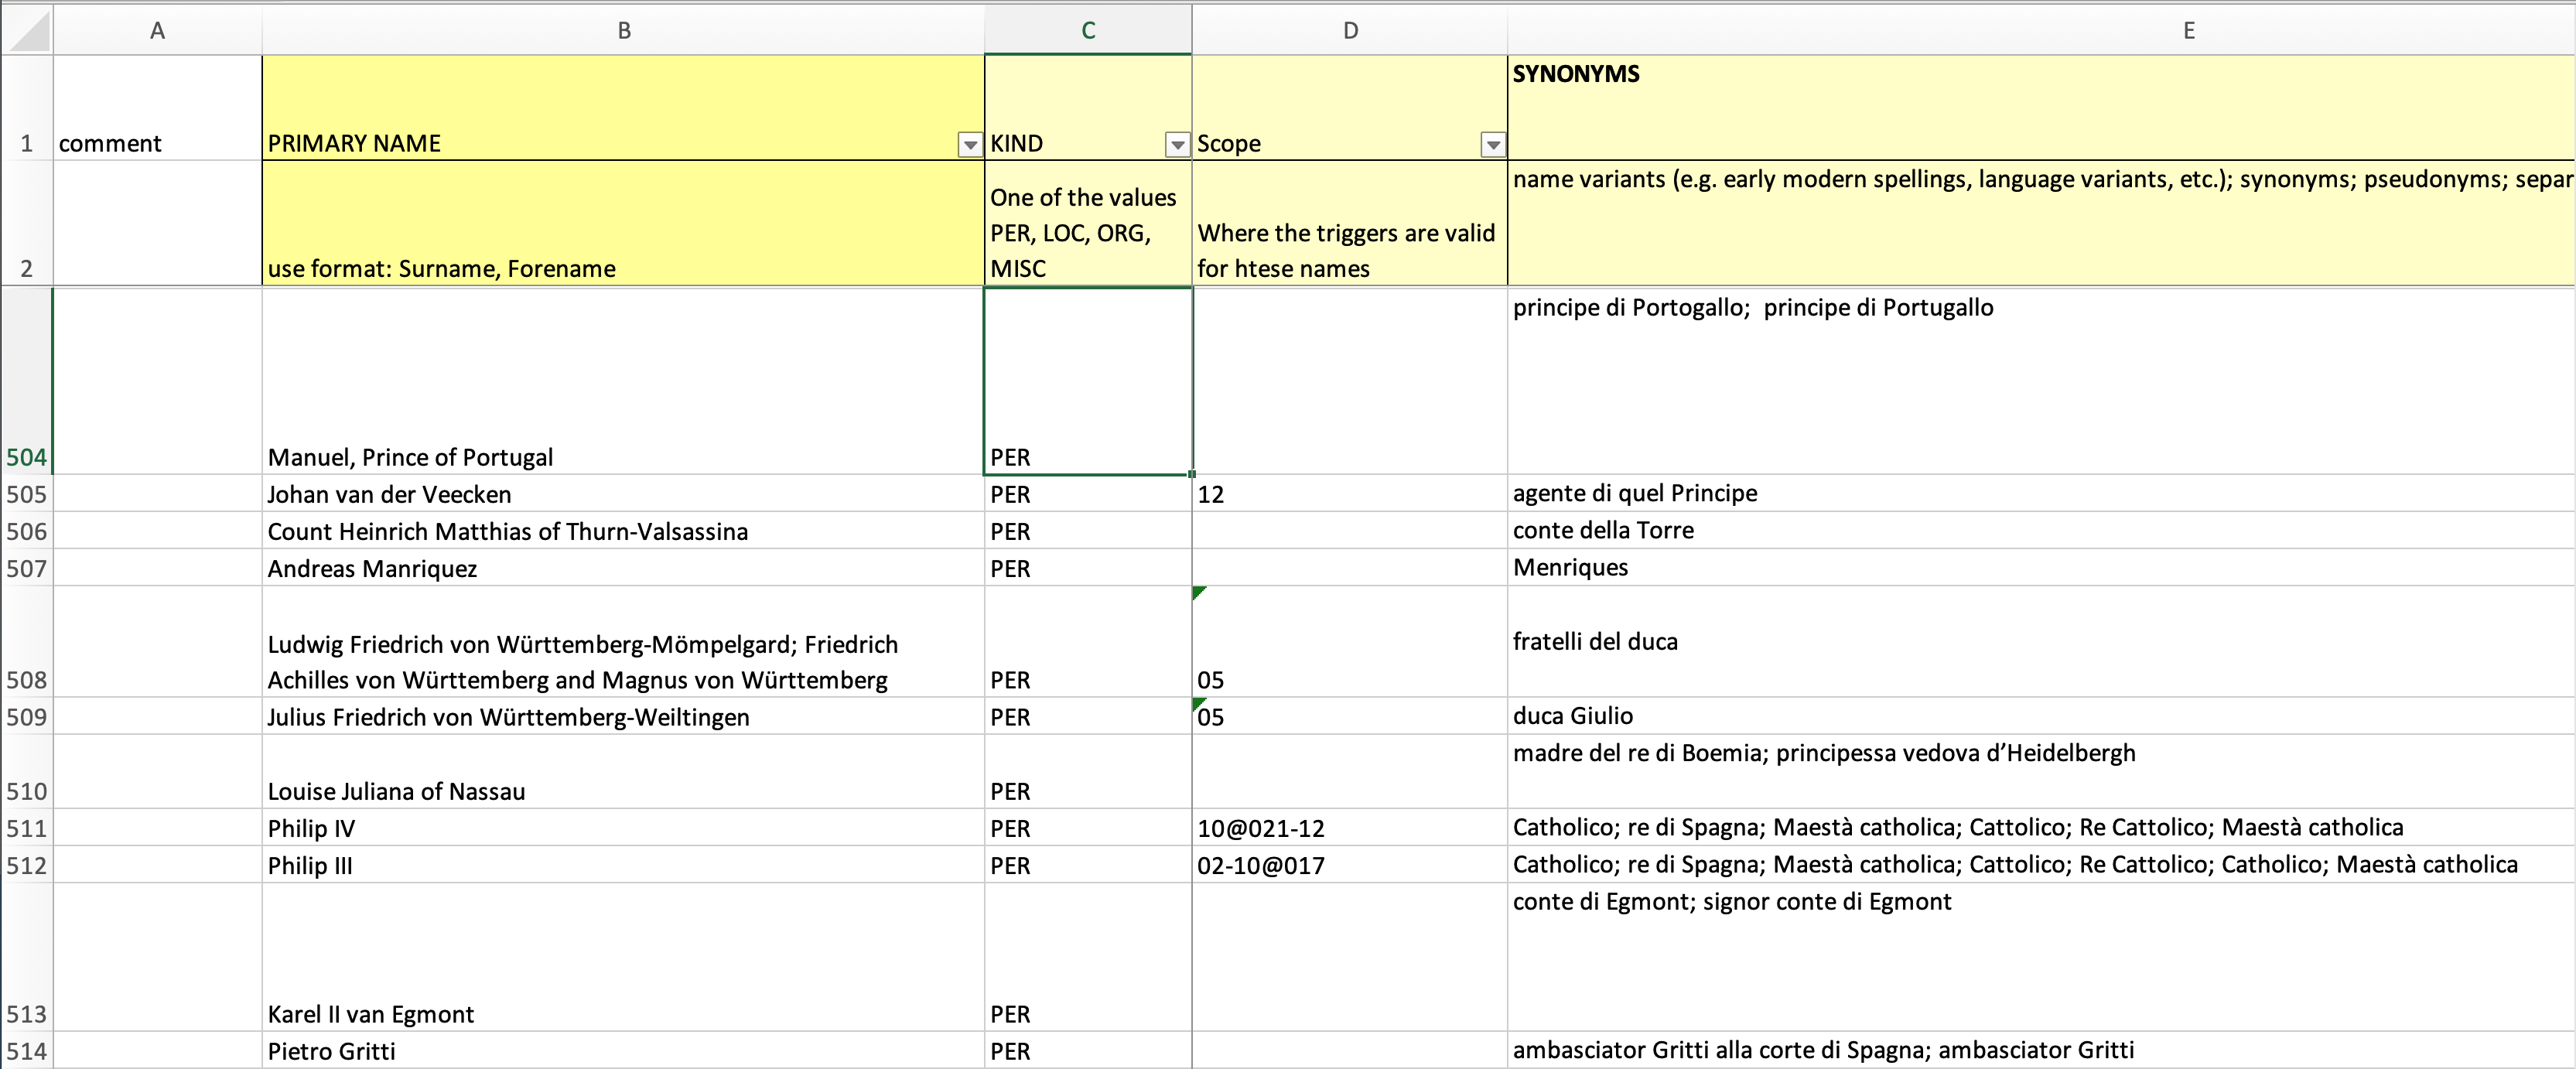 A B C D E
SYNONYMS
1 comment PRIMARY NAME KIND Scope
name variants (e.g. early modern spellings, language variants, etc.); synonyms; pseudonyms; separ
One of the values
PER, LOC, ORG, Where the triggers are valid
2 use format: Surname, Forename MISC for htese names
principe di Portogallo;  principe di Portugallo
504 Manuel, Prince of Portugal PER
505 Johan van der Veecken PER 12 agente di quel Principe
506 Count Heinrich Matthias of Thurn-Valsassina PER conte della Torre
507 Andreas Manriquez PER Menriques
Ludwig Friedrich von Württemberg-Mömpelgard; Friedrich fratelli del duca
508 Achilles von Württemberg and Magnus von Württemberg PER 05
509 Julius Friedrich von Württemberg-Weiltingen PER 05 duca Giulio
madre del re di Boemia; principessa vedova d’Heidelbergh
510 Louise Juliana of Nassau PER
511 Philip IV PER 10@021-12 Catholico; re di Spagna; Maestà catholica; Cattolico; Re Cattolico; Maestà catholica
512 Philip III PER 02-10@017 Catholico; re di Spagna; Maestà catholica; Cattolico; Re Cattolico; Catholico; Maestà catholica
conte di Egmont; signor conte di Egmont
513 Karel II van Egmont PER
514 Pietro Gritti PER ambasciator Gritti alla corte di Spagna; ambasciator Gritti